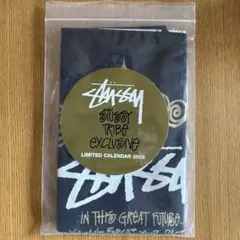 Stüssy
Stüssy
STUSSY
TRIBE
EXCLUSIVE
LIMITED CALENDAR 2006
IN THIS GREAT FUTURE